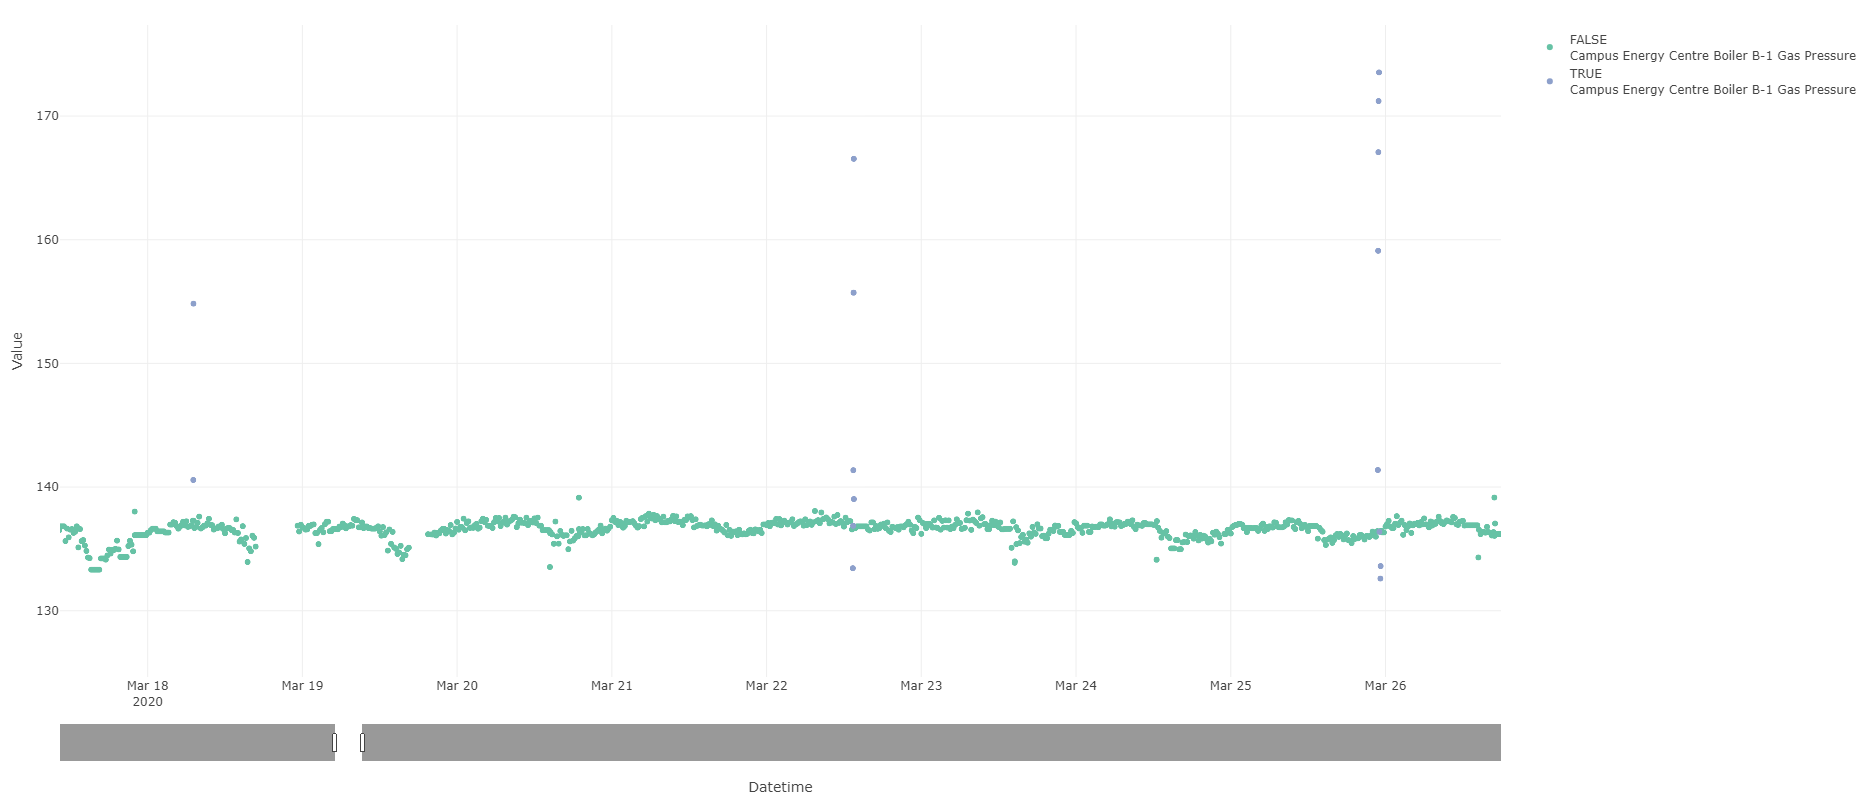 FALSE
Campus Energy Centre Boiler B-1 Gas Pressure
TRUE
Campus Energy Centre Boiler B-1 Gas Pressure
170
160
150
140
130
Value
Mar 18
2020
Mar 19
Mar 20
Mar 21
Mar 22
Mar 23
Mar 24
Mar 25
Mar 26
Datetime